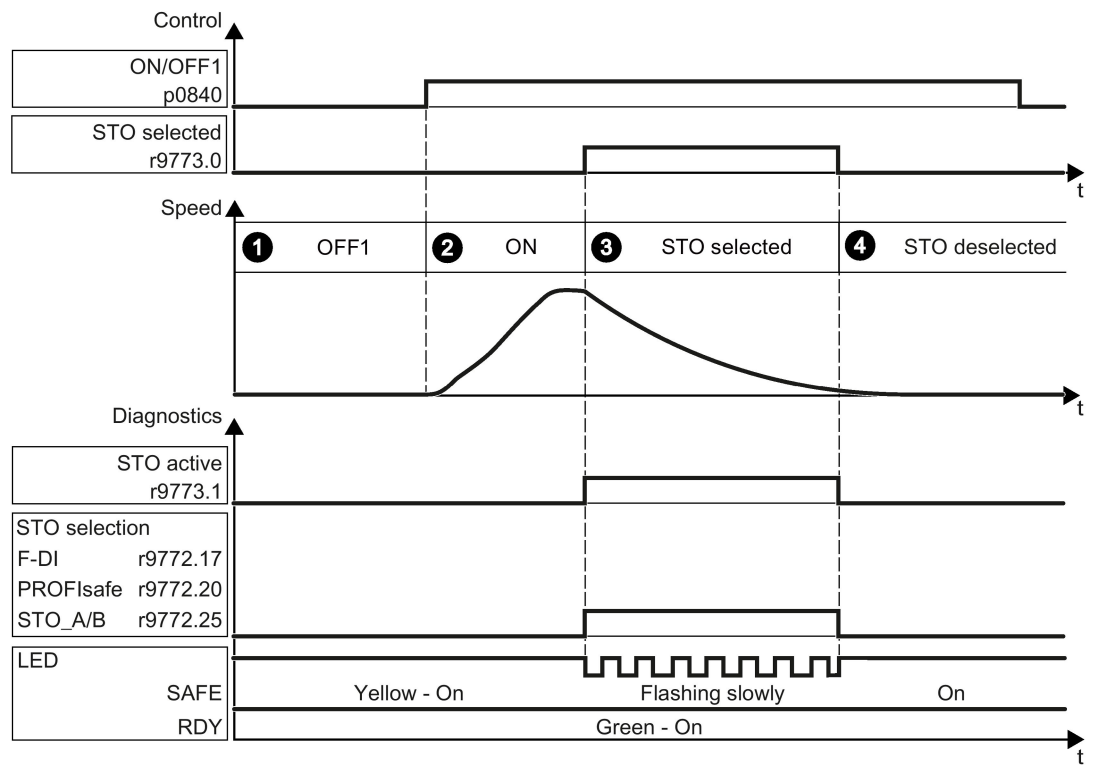 Control
ON/OFF1
p0840
STO selected
r9773.0
t
Speed
1 OFF1 2 ON 3 STO selected 4 STO deselected
t
Diagnostics
STO active
r9773.1
STO selection
F-DI r9772.17
PROFIsafe r9772.20
STO_A/B r9772.25
LED
SAFE Yellow - On Flashing slowly On
RDY Green - On
t